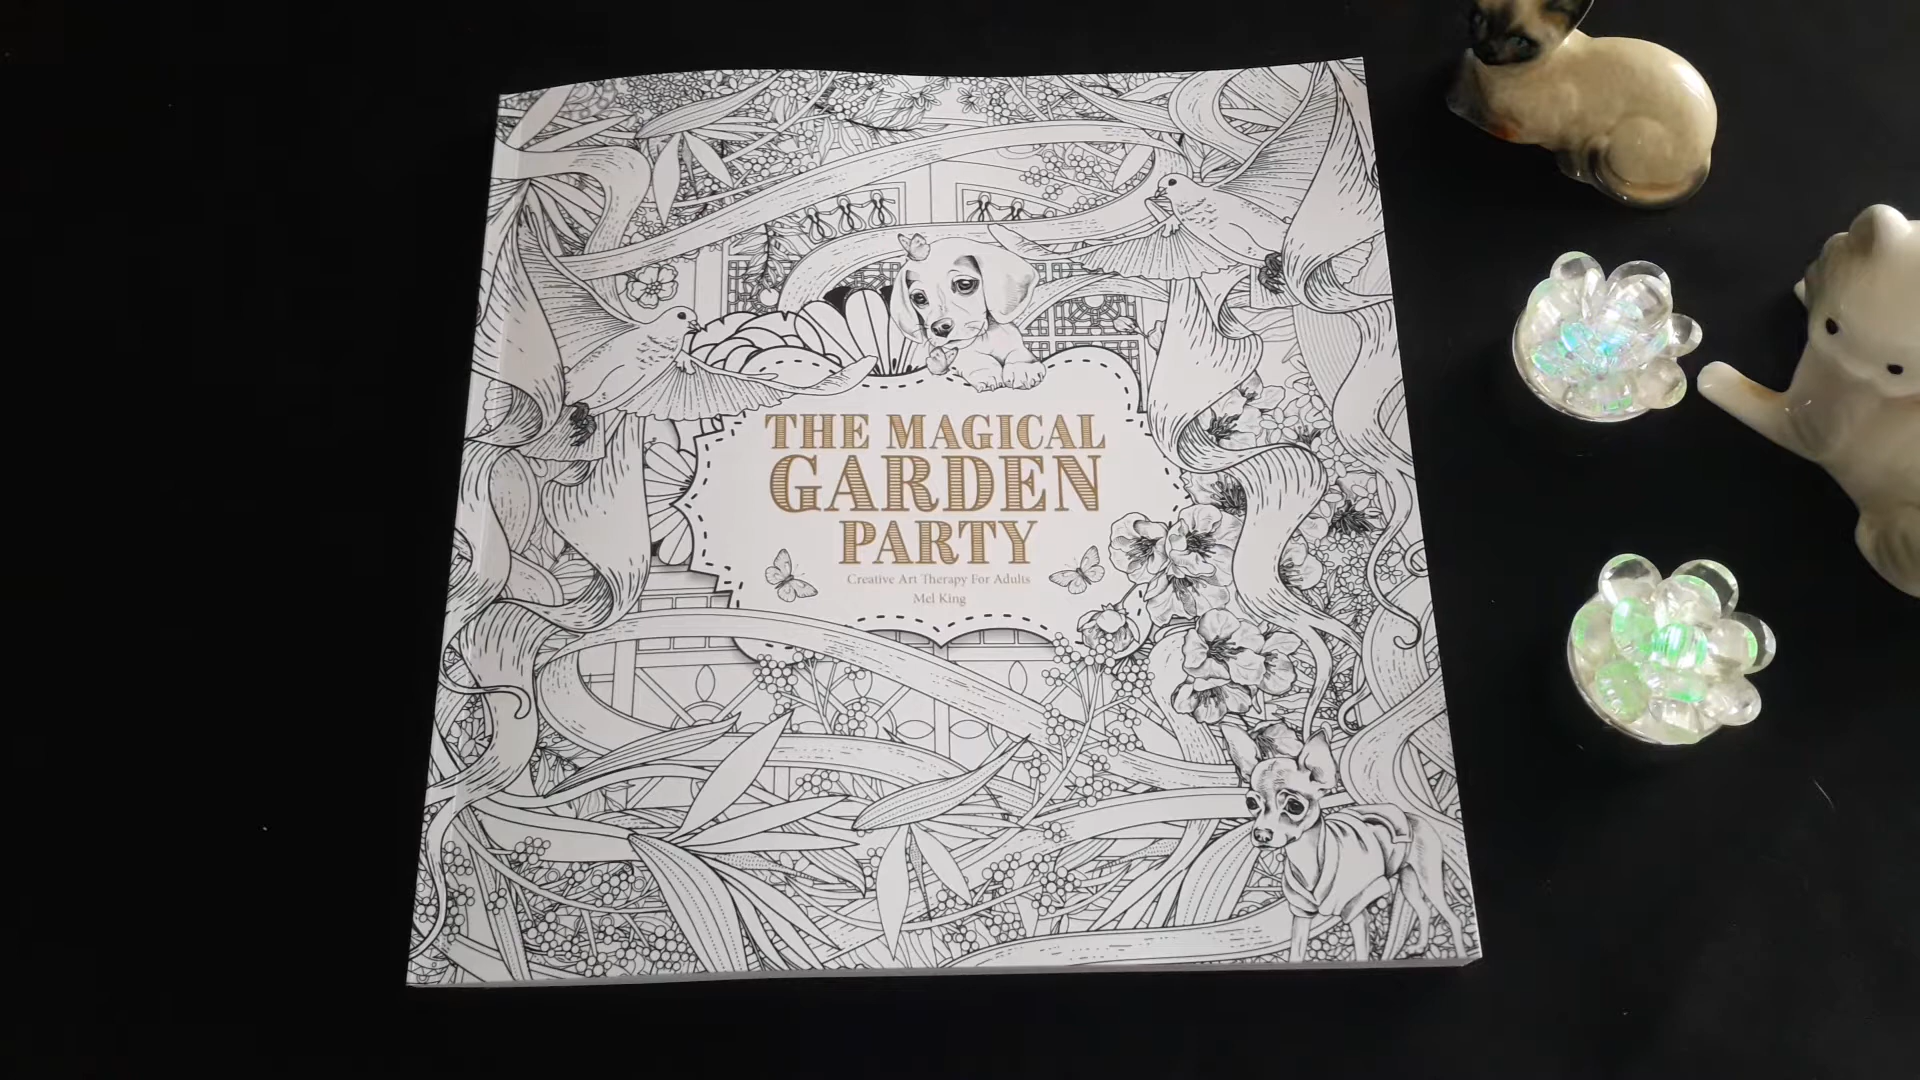 THE MAGICAL
GARDEN
PARTY
Creative Art Therapy For Adults
Mel King